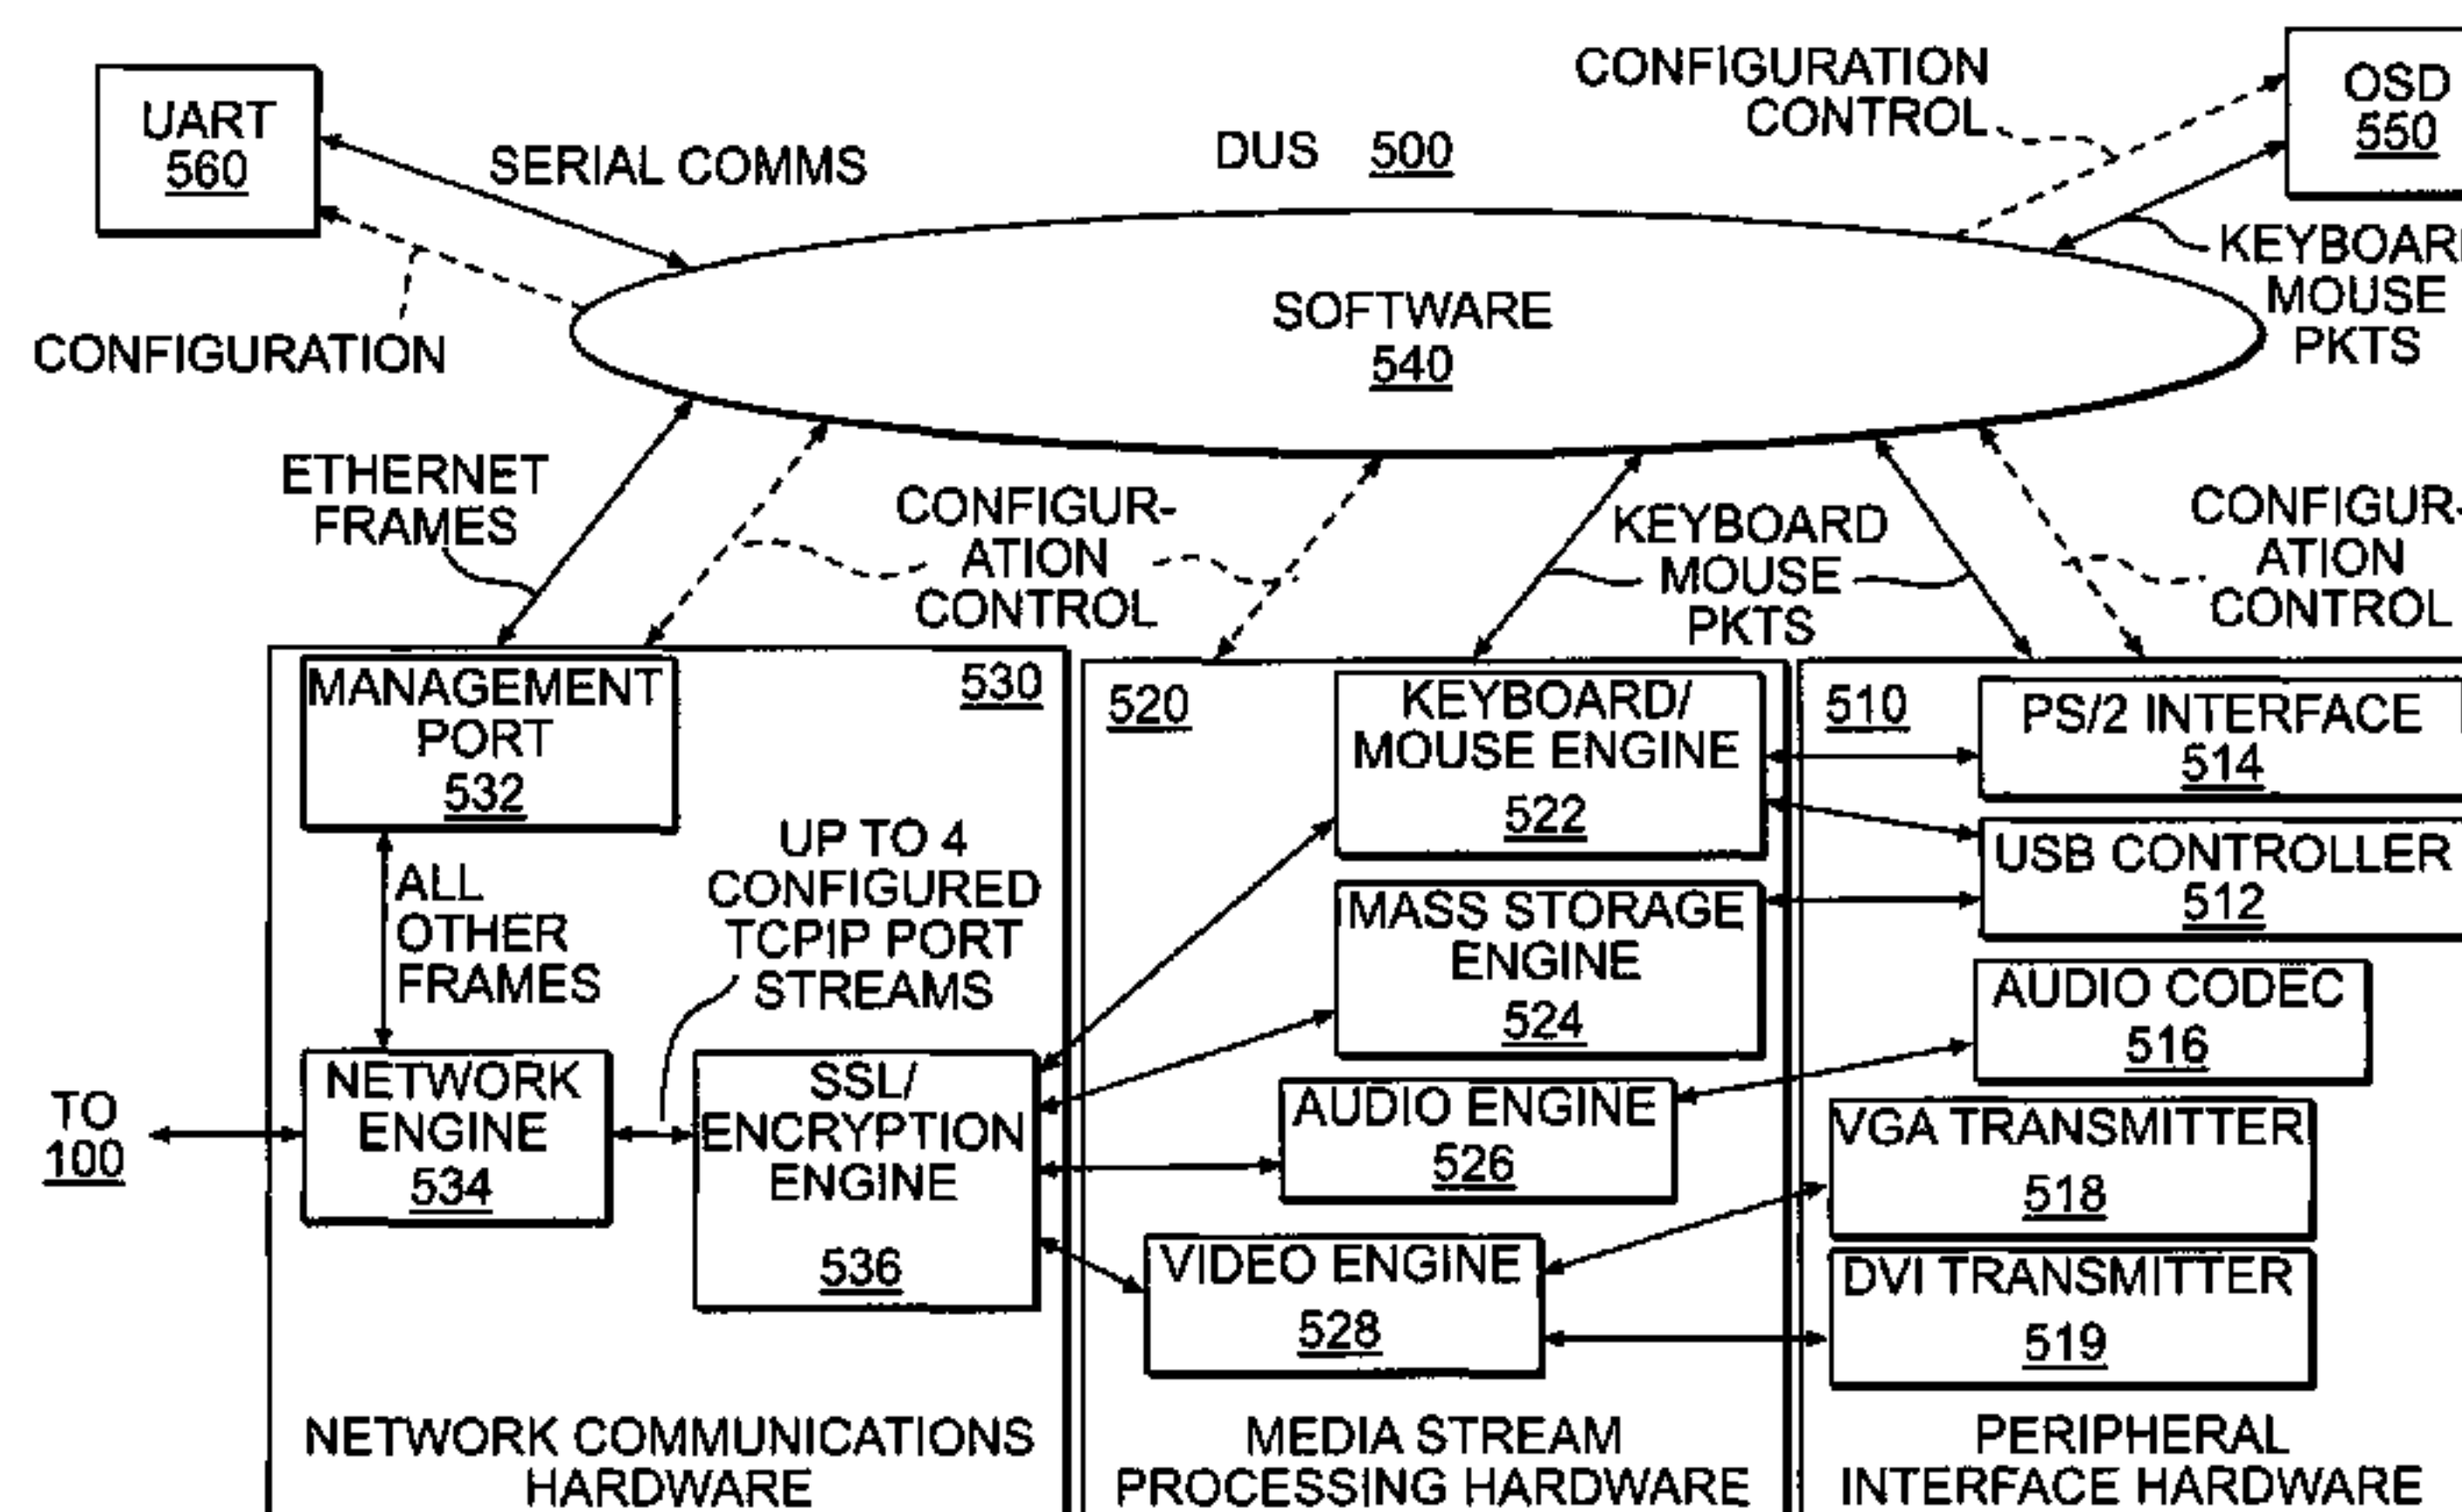 UART
560
SERIAL COMMS
DUS 500
CONFIGURATION
CONTROL
OSD
550
KEYBOAR
MOUSE
PKTS
CONFIGURATION
SOFTWARE
540
ETHERNET
FRAMES
CONFIGUR-
ATION
CONTROL
KEYBOARD
MOUSE
PKTS
CONFIGUR-
ATION
CONTROL
530
MANAGEMENT
PORT
532
ALL
OTHER
FRAMES
UP TO 4
CONFIGURED
TCPIP PORT
STREAMS
TO
100
NETWORK
ENGINE
534
SSL/
ENCRYPTION
ENGINE
536
NETWORK COMMUNICATIONS
HARDWARE
520
KEYBOARD/
MOUSE ENGINE
522
MASS STORAGE
ENGINE
524
AUDIO ENGINE
526
VIDEO ENGINE
528
MEDIA STREAM
PROCESSING HARDWARE
510
PS/2 INTERFACE
514
USB CONTROLLER
512
AUDIO CODEC
516
VGA TRANSMITTER
518
DVI TRANSMITTER
519
PERIPHERAL
INTERFACE HARDWARE